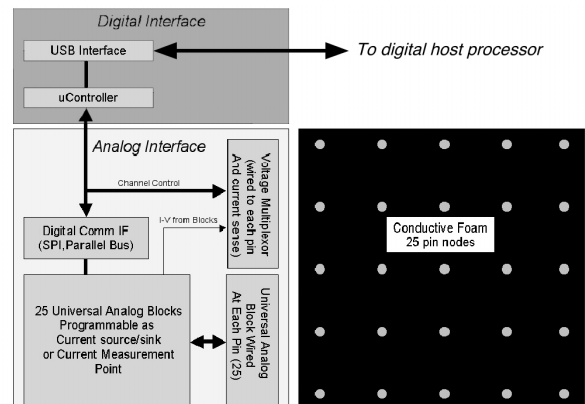 Digital Interface
USB Interface
To digital host processor
uController
Analog Interface
Channel Control
Voltage Multiplexor
(wired to each pin
And current sense)
I-V from Blocks
Digital Comm IF
(SPI,Parallel Bus)
25 Universal Analog Blocks
Programmable as
Current source/sink
or Current Measurement
Point
Universal Analog
Block Wired
At Each Pin (25)
Conductive Foam
25 pin nodes